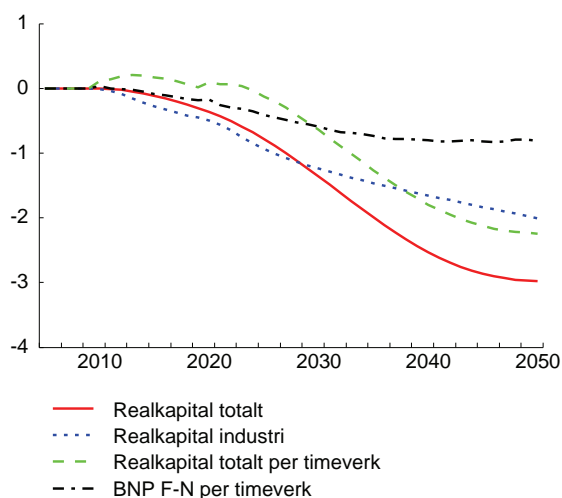 1
0
-1
-2
-3
-4
2010 2020 2030 2040 2050
Realkapital totalt
Realkapital industri
Realkapital totalt per timeverk
BNP F-N per timeverk